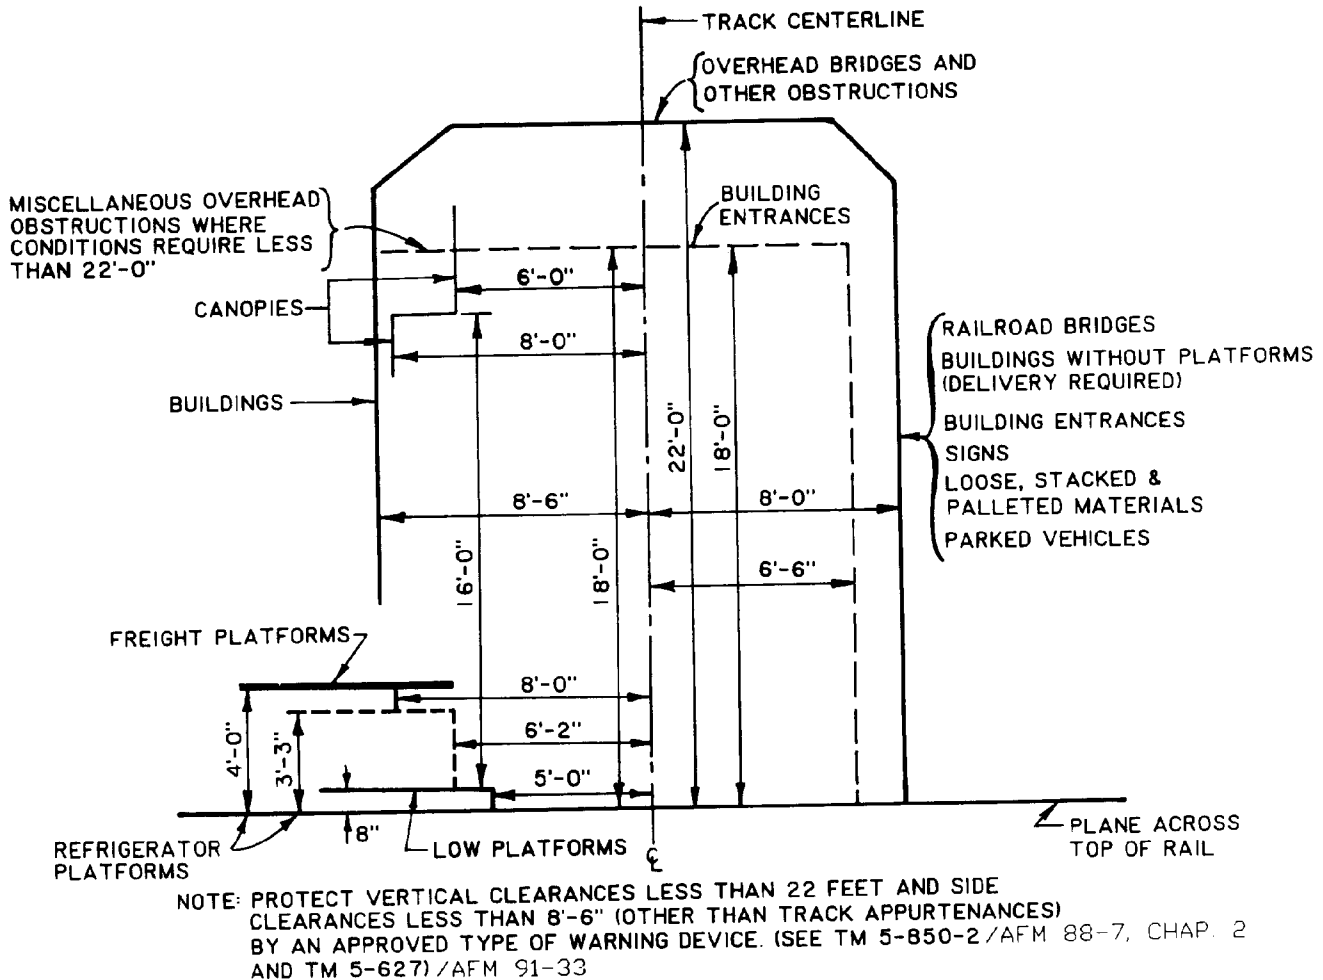 TRACK CENTERLINE
OVERHEAD BRIDGES AND
OTHER OBSTRUCTIONS
MISCELLANEOUS OVERHEAD
OBSTRUCTIONS WHERE
CONDITIONS REQUIRE LESS
THAN 22'-0"
BUILDING
ENTRANCES
6'-0"
CANOPIES
8'-0"
BUILDINGS
RAILROAD BRIDGES
BUILDINGS WITHOUT PLATFORMS
(DELIVERY REQUIRED)
BUILDING ENTRANCES
SIGNS
LOOSE, STACKED &
PALLETED MATERIALS
PARKED VEHICLES
22'-0"
18'-0"
8'-6"
8'-0"
16'-0"
18'-0"
6'-6"
FREIGHT PLATFORMS
8'-0"
4'-0"
3'-3"
6'-2"
5'-0"
8"
REFRIGERATOR
PLATFORMS
LOW PLATFORMS
CL
PLANE ACROSS
TOP OF RAIL
NOTE: PROTECT VERTICAL CLEARANCES LESS THAN 22 FEET AND SIDE
CLEARANCES LESS THAN 8'-6" (OTHER THAN TRACK APPURTENANCES)
BY AN APPROVED TYPE OF WARNING DEVICE. (SEE TM 5-850-2/AFM 88-7, CHAP. 2
AND TM 5-627)/AFM 91-33